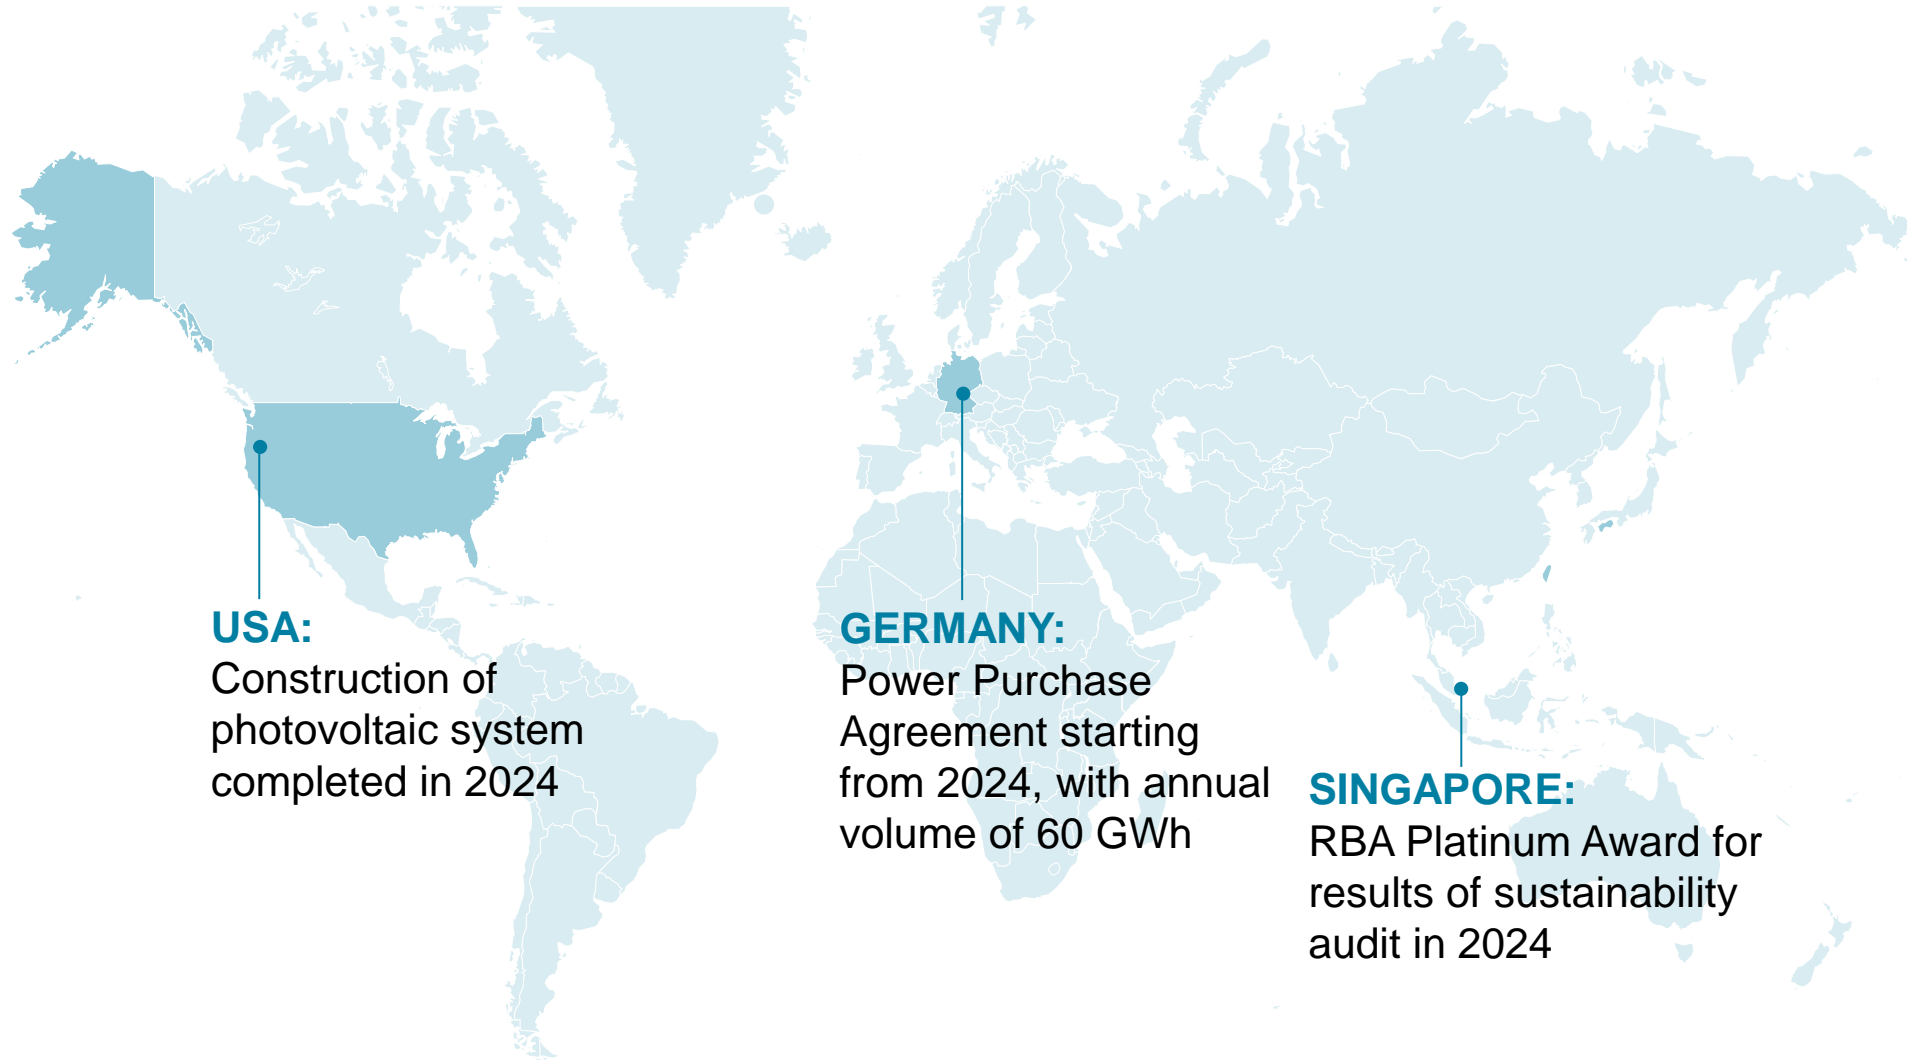 USA:
Construction of
photovoltaic system
completed in 2024
GERMANY:
Power Purchase
Agreement starting
from 2024, with annual
volume of 60 GWh
SINGAPORE:
RBA Platinum Award for
results of sustainability
audit in 2024